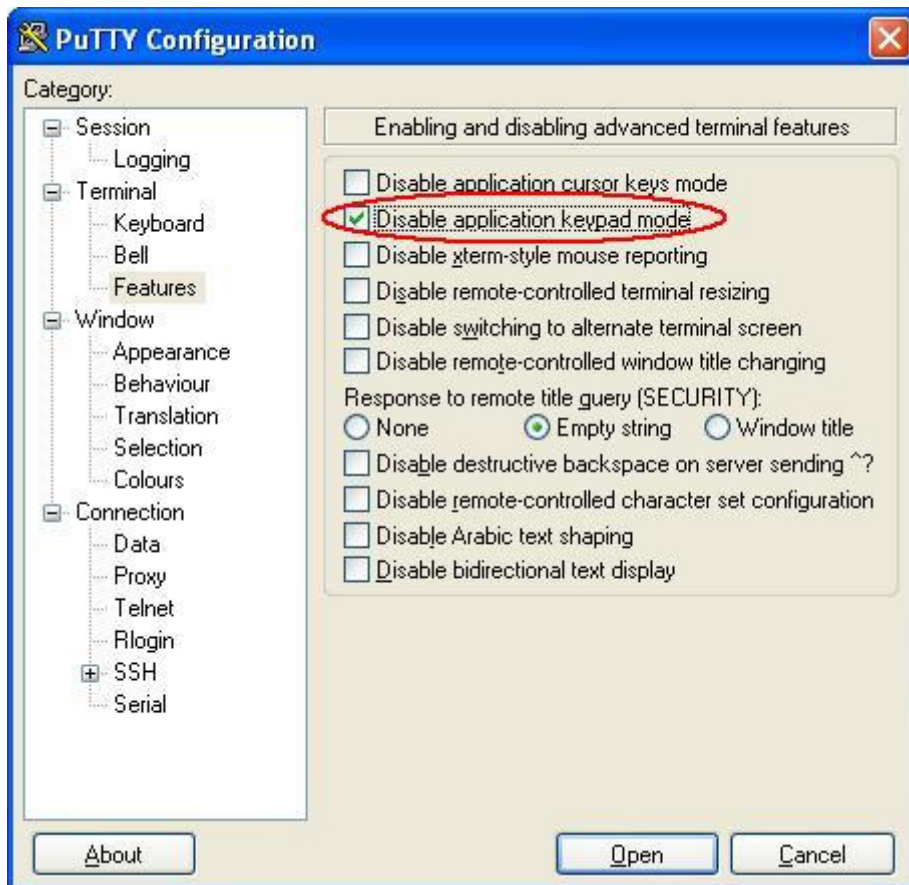 PuTTY Configuration
Category:
Session
Logging
Terminal
Keyboard
Bell
Features
Window
Appearance
Behaviour
Translation
Selection
Colours
Connection
Data
Proxy
Telnet
Rlogin
SSH
Serial
Enabling and disabling advanced terminal features
Disable application cursor keys mode
Disable application keypad mode
Disable xterm-style mouse reporting
Disable remote-controlled terminal resizing
Disable switching to alternate terminal screen
Disable remote-controlled window title changing
Response to remote title query (SECURITY):
None Empty string Window title
Disable destructive backspace on server sending ^?
Disable remote-controlled character set configuration
Disable Arabic text shaping
Disable bidirectional text display
About Open Cancel